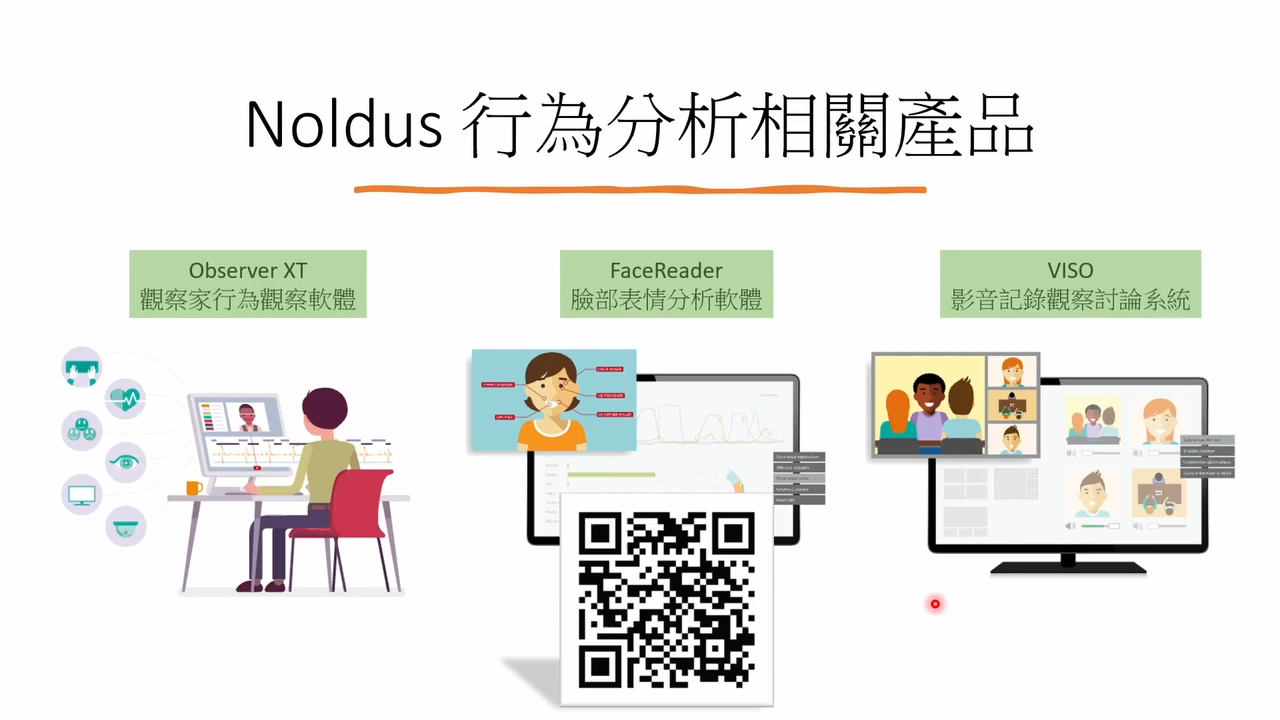 Noldus 行為分析相關產品
Observer XT
觀察家行為觀察軟體
FaceReader
臉部表情分析軟體
VISO
影音記錄觀察討論系統